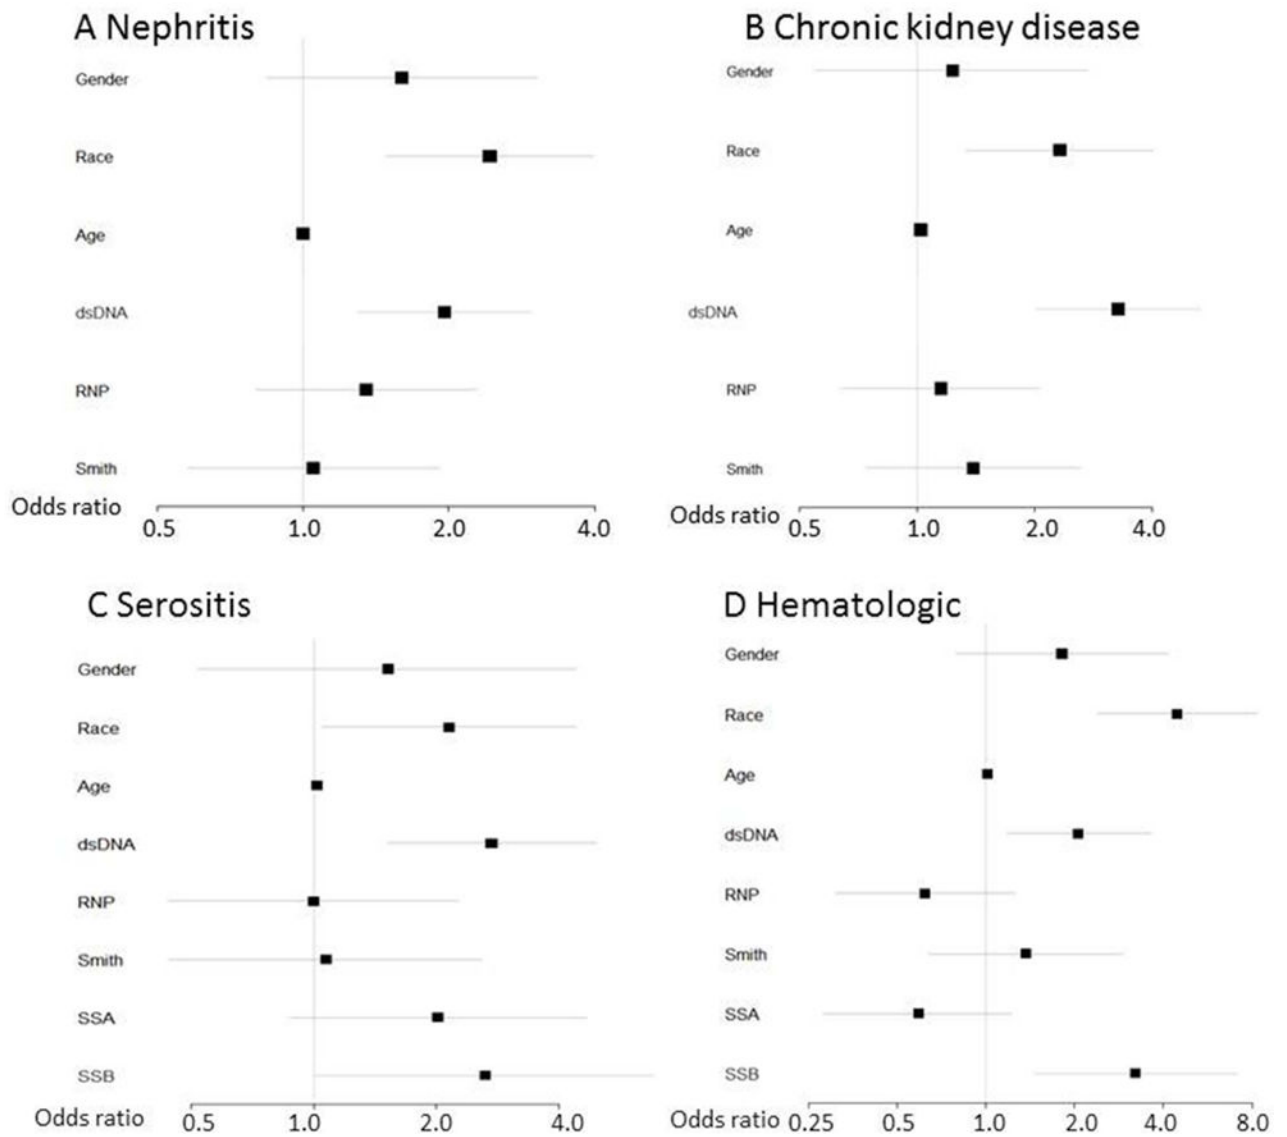 A Nephritis
Gender
Race
Age
dsDNA
RNP
Smith
Odds ratio
0.5 1.0 2.0 4.0
B Chronic kidney disease
Gender
Race
Age
dsDNA
RNP
Smith
Odds ratio 0.5 1.0 2.0 4.0
C Serositis
Gender
Race
Age
dsDNA
RNP
Smith
SSA
SSB
Odds ratio 0.5 1.0 2.0 4.0
D Hematologic
Gender
Race
Age
dsDNA
RNP
Smith
SSA
SSB
Odds ratio 0.25 0.5 1.0 2.0 4.0 8.0